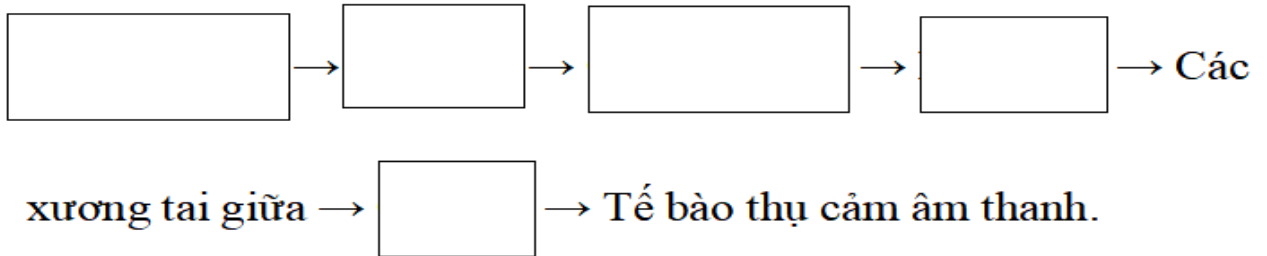 → → → → Các
xương tai giữa → → Tế bào thụ cảm âm thanh.